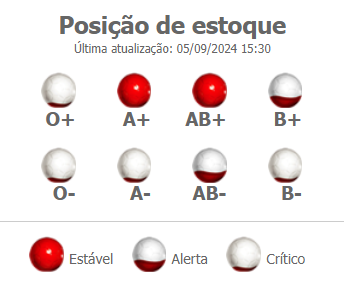 Posição de estoque
Última atualização: 05/09/2024 15:30
O+ A+ AB+ B+
O- A- AB- B-
Estável Alerta Crítico